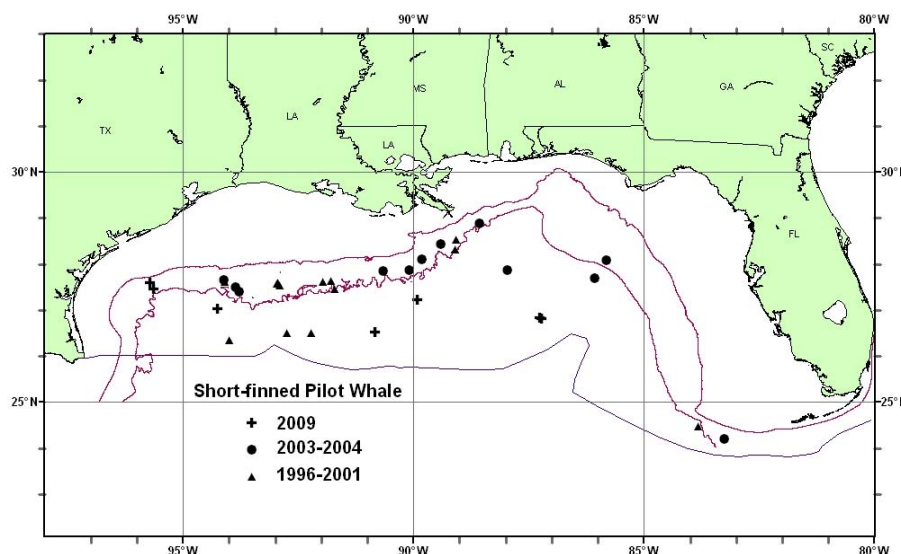 95°W 90°W 85°W 80°W
SC
MS AL GA
TX LA
LA
30°N 30°N
FL
Short-finned Pilot Whale
25°N 25°N
2009
2003-2004
1996-2001
95°W 90°W 85°W 80°W